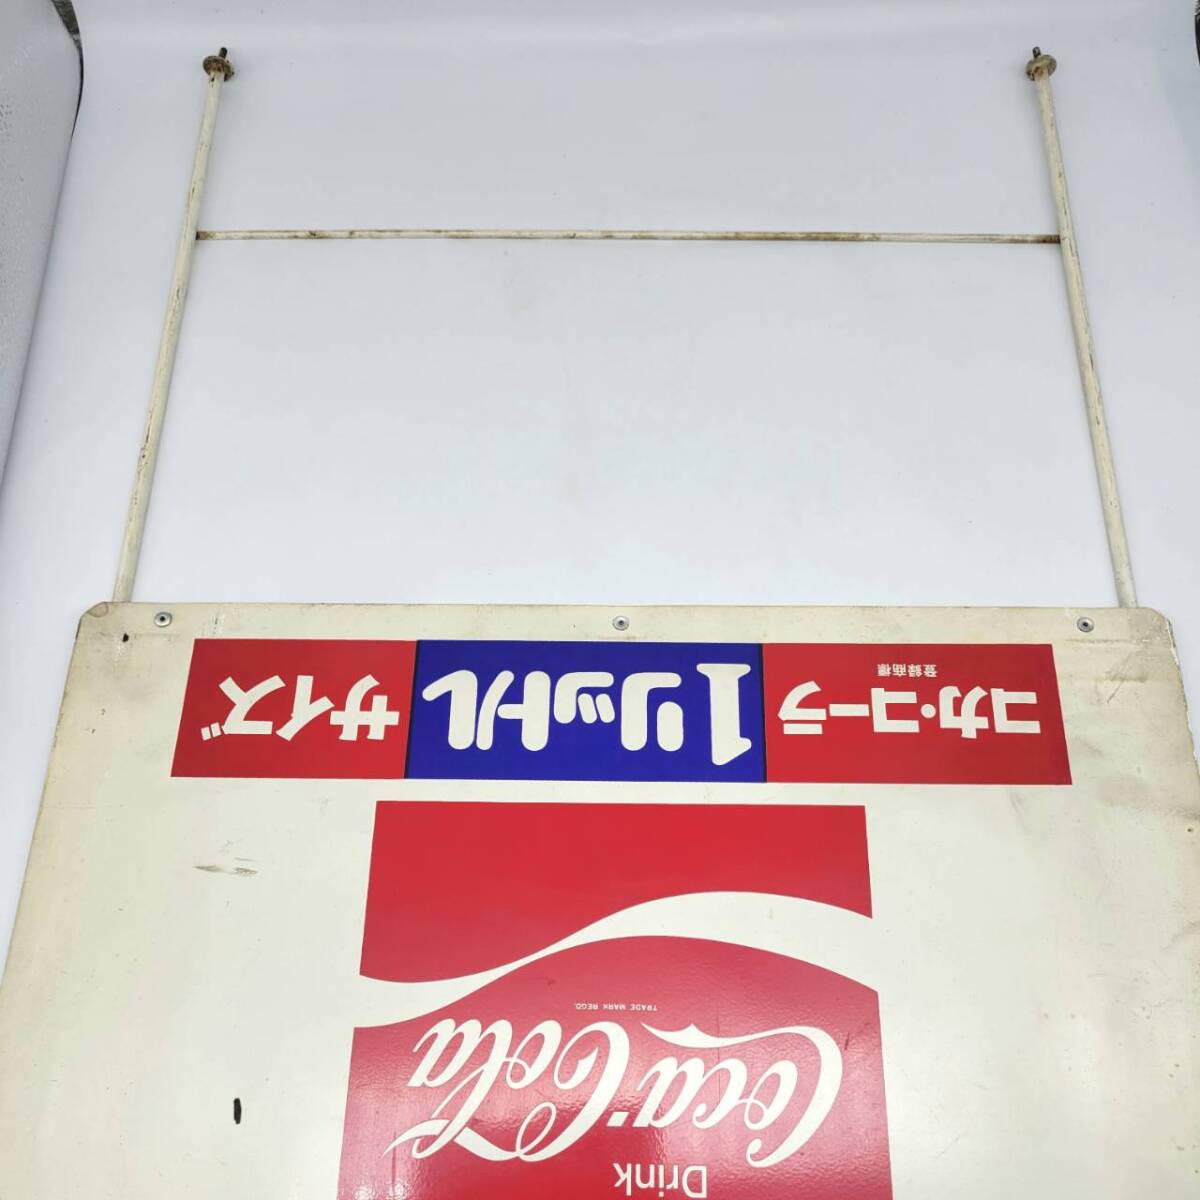 Drink
Coca-Cola
TRADE MARK REGD.
コカ・コーラ 1リットル サイズ
登録商標